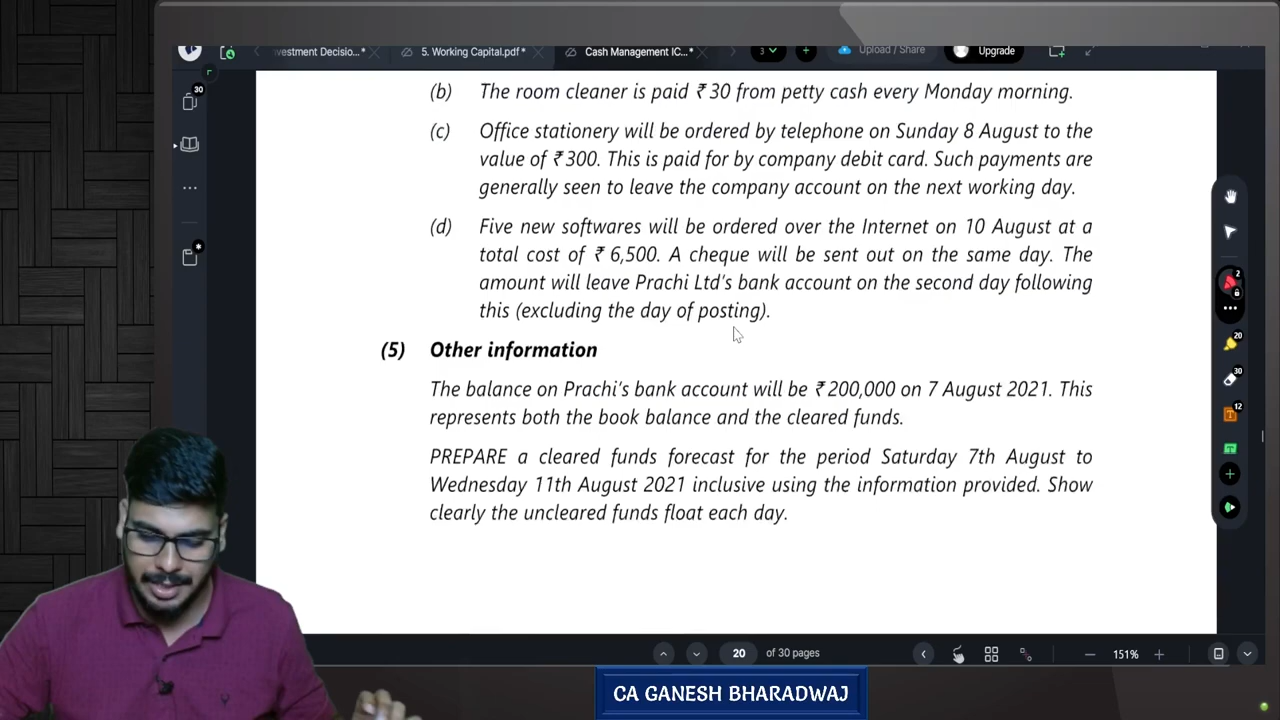 vestment Decisio...*
5. Working Capital.pdf*
Cash Management IC...*
3
Upload / Share
Upgrade
30
(b) The room cleaner is paid ₹30 from petty cash every Monday morning.
(c) Office stationery will be ordered by telephone on Sunday 8 August to the
value of ₹300. This is paid for by company debit card. Such payments are
generally seen to leave the company account on the next working day.
(d) Five new softwares will be ordered over the Internet on 10 August at a
total cost of ₹ 6,500. A cheque will be sent out on the same day. The
amount will leave Prachi Ltd's bank account on the second day following
this (excluding the day of posting).
(5) Other information
The balance on Prachi's bank account will be ₹200,000 on 7 August 2021. This
represents both the book balance and the cleared funds.
PREPARE a cleared funds forecast for the period Saturday 7th August to
Wednesday 11th August 2021 inclusive using the information provided. Show
clearly the uncleared funds float each day.
2
20
30
12
20 of 30 pages
151%
CA GANESH BHARADWAJ